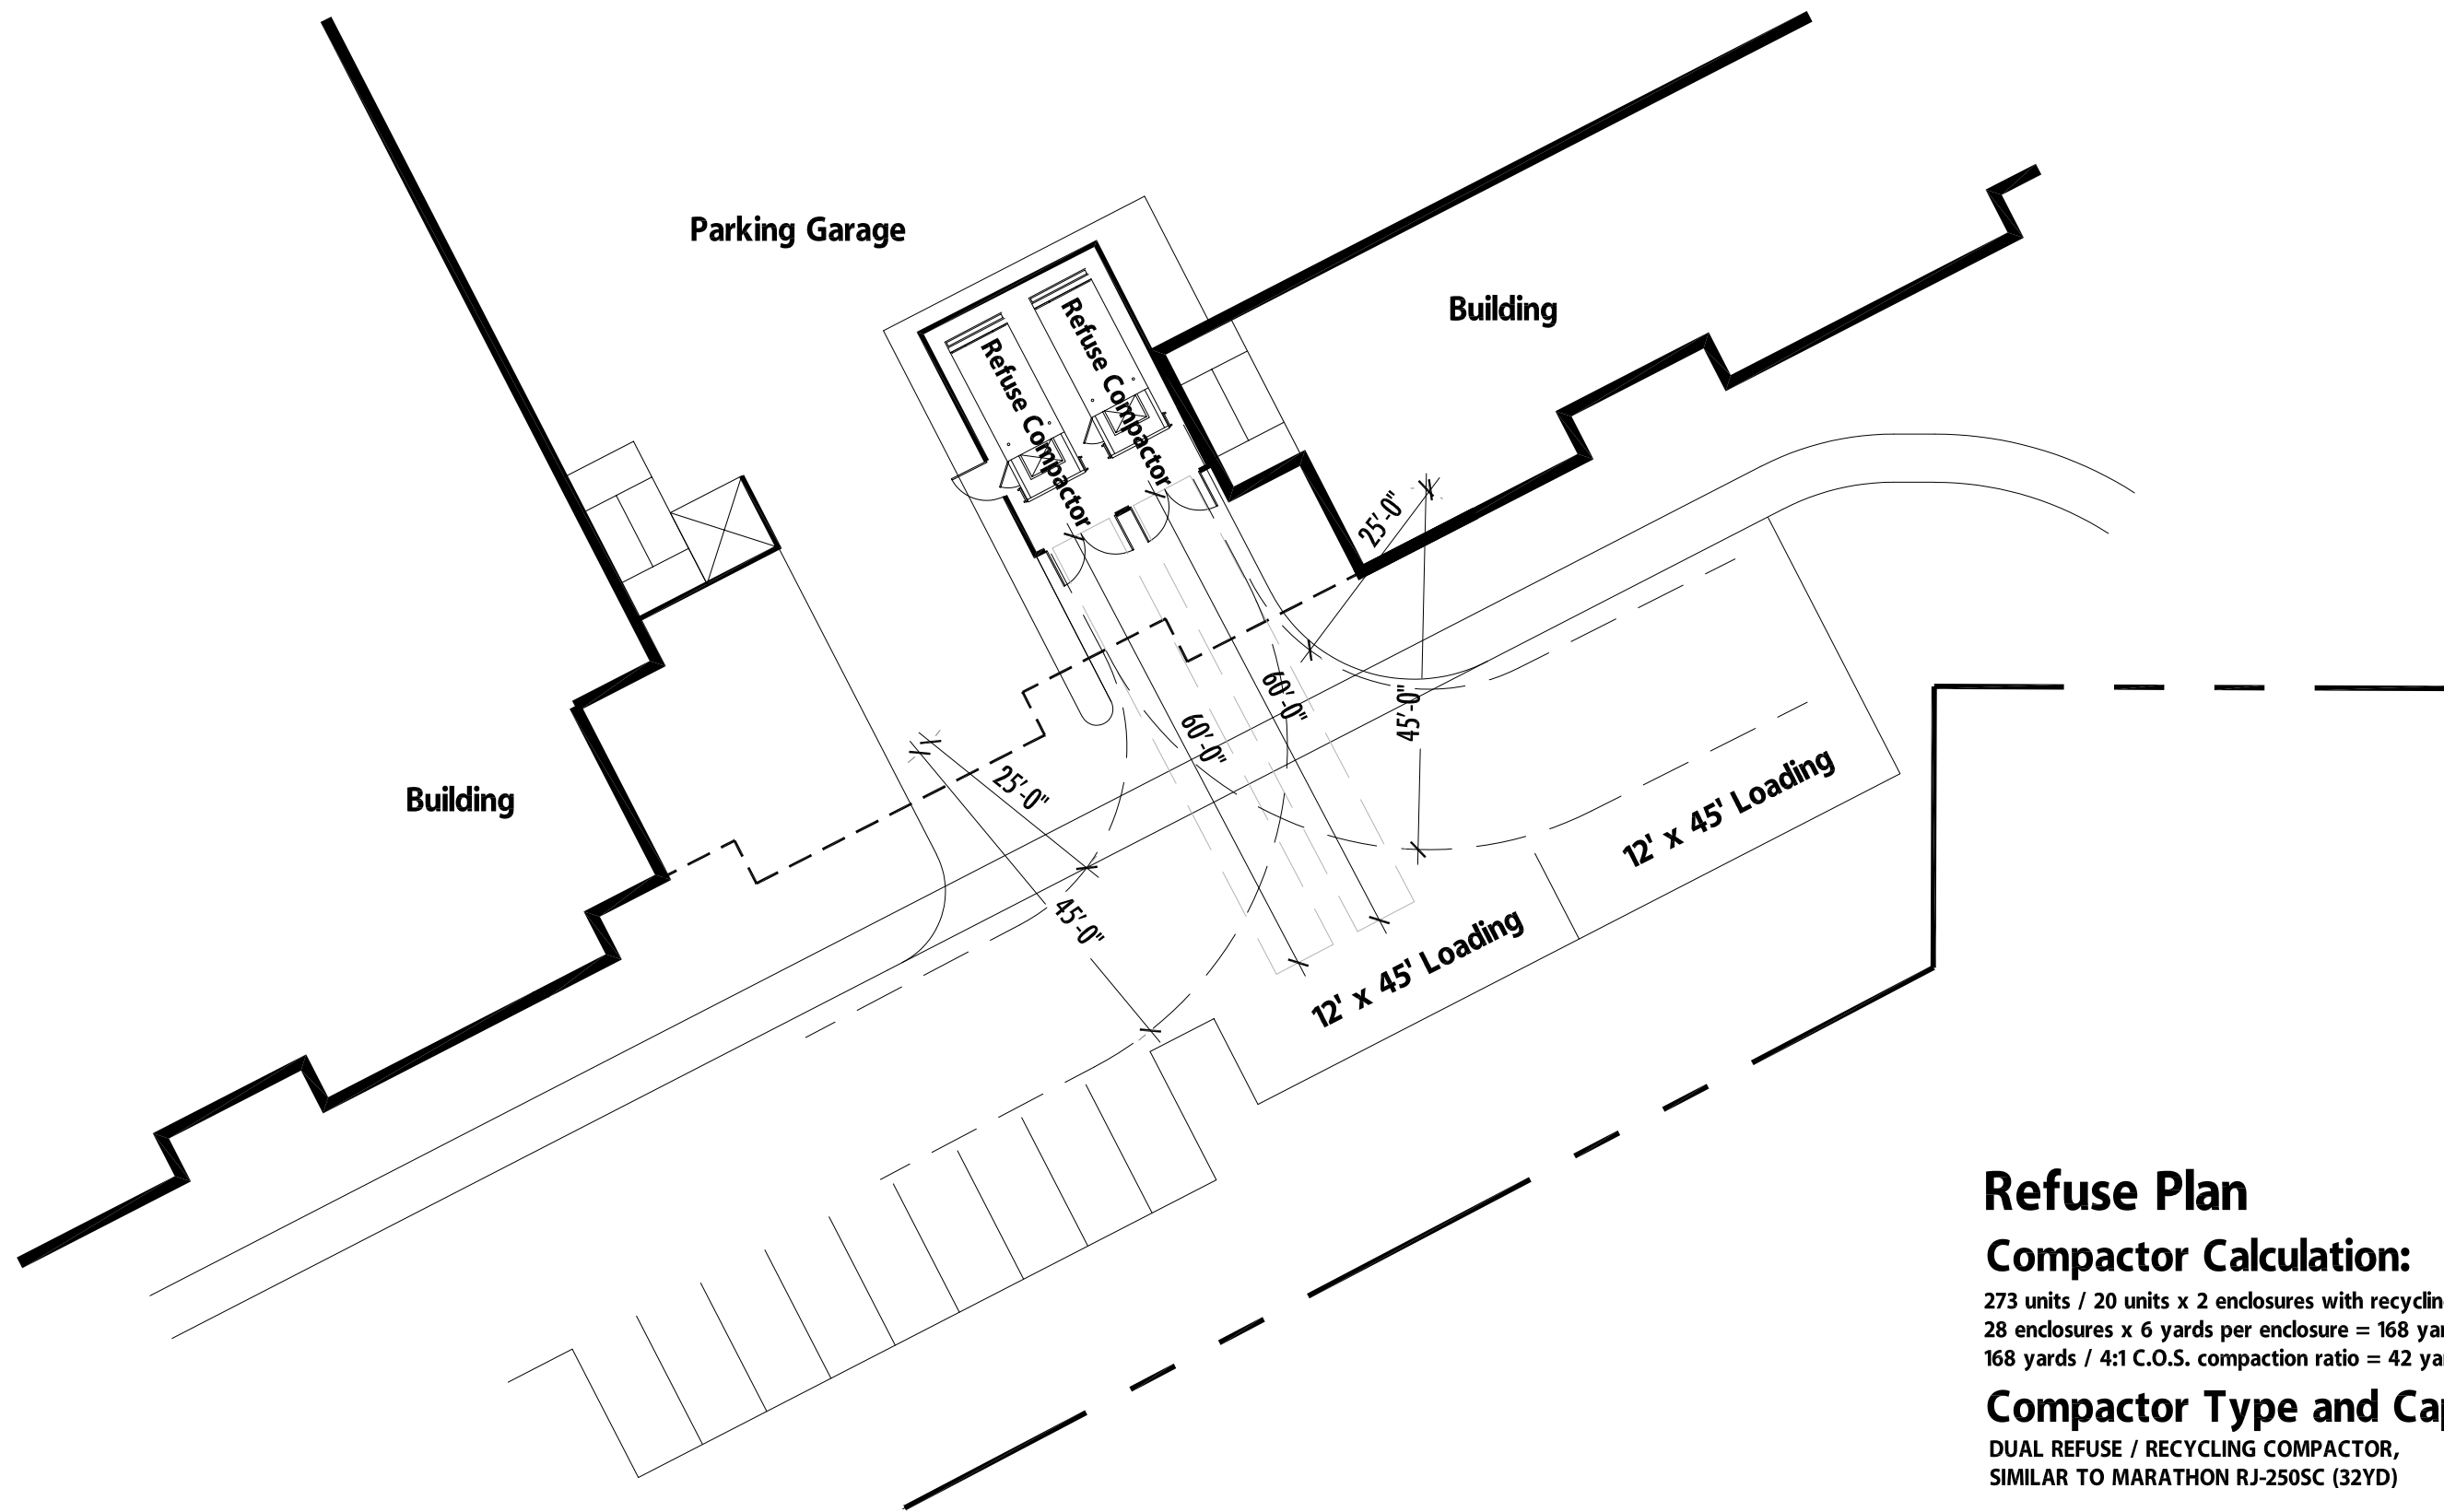 Parking Garage
Building
Refuse Compactor
Refuse Compactor
25'-0"
45'-0"
60'-0"
60'-0"
25'-0"
45'-0"
Building
12' x 45' Loading
12' x 45' Loading
Refuse Plan
Compactor Calculation:
273 units / 20 units x 2 enclosures with recyclin
28 enclosures x 6 yards per enclosure = 168 ya
168 yards / 4:1 C.O.S. compaction ratio = 42 ya
Compactor Type and Ca
DUAL REFUSE / RECYCLING COMPACTOR,
SIMILAR TO MARATHON RJ-250SC (32YD)